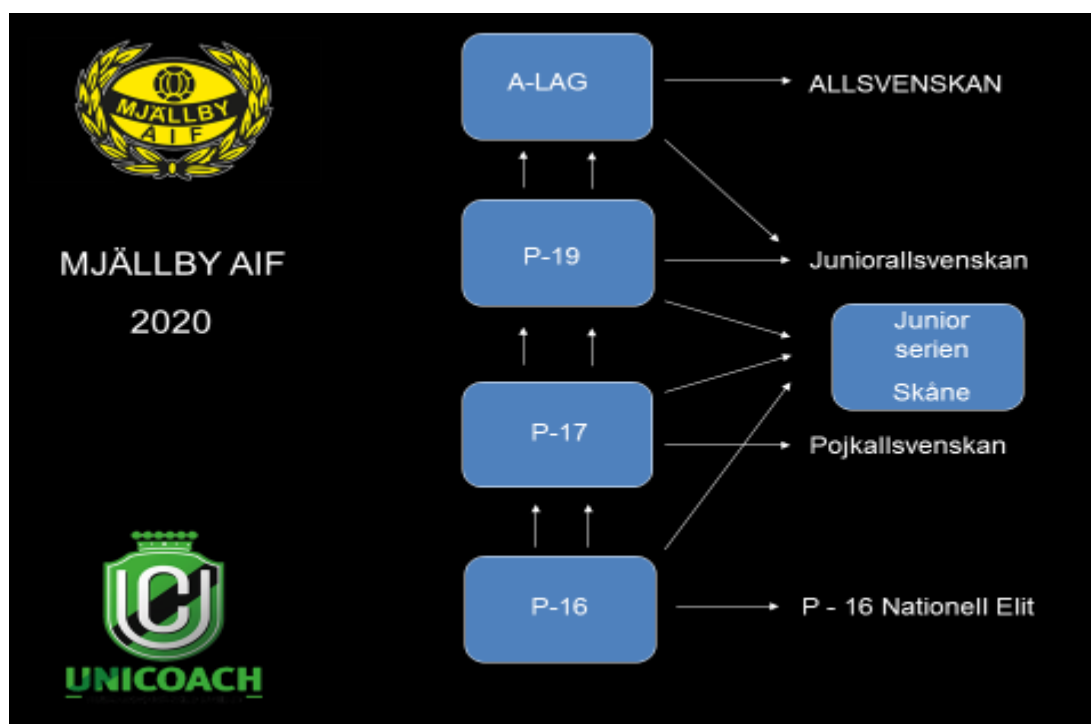 MJÄLLBY
AIF
MJÄLLBY AIF
2020
UNICOACH
A-LAG
ALLSVENSKAN
P-19
Juniorallsvenskan
Junior
serien
Skåne
P-17
Pojkallsvenskan
P-16
P - 16 Nationell Elit